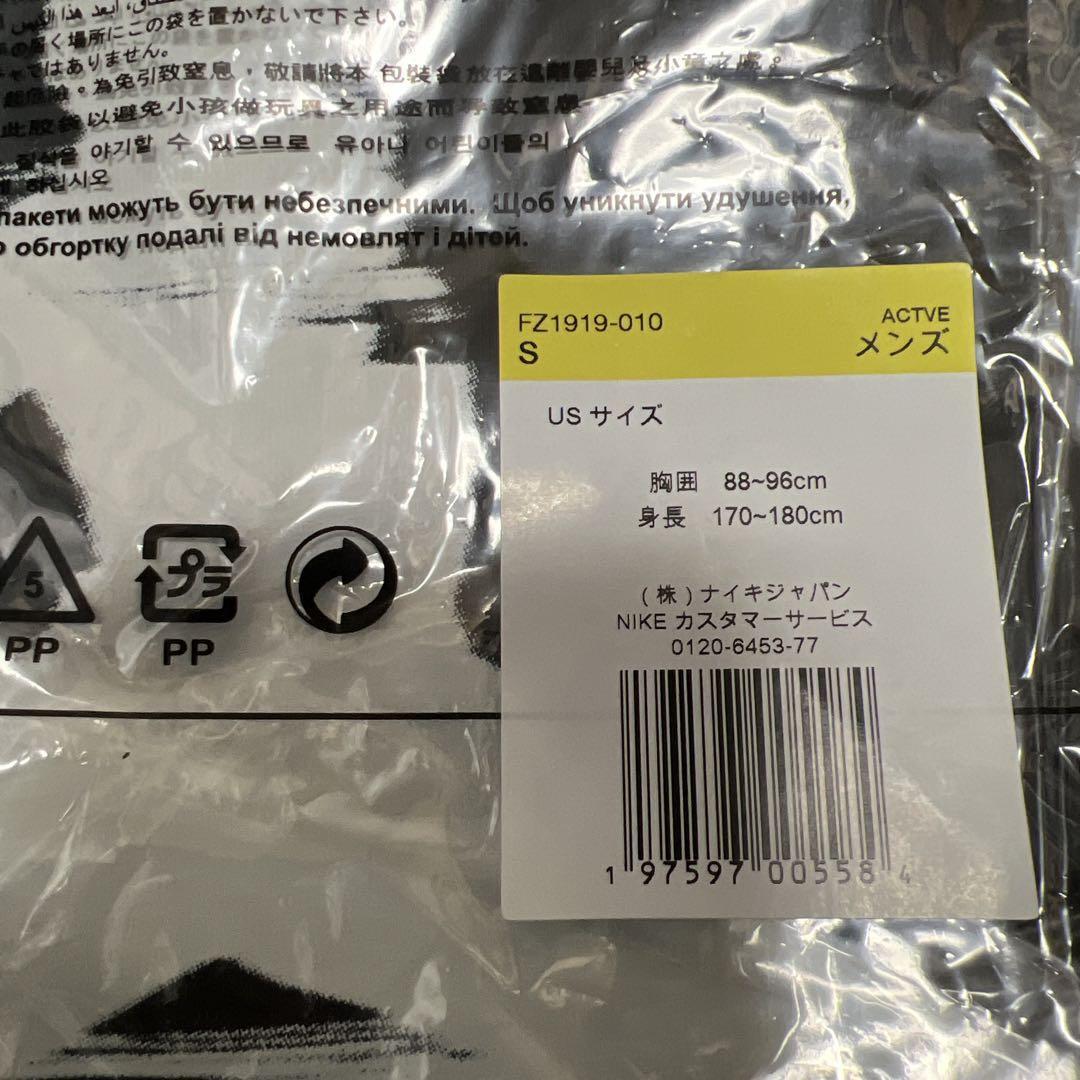 の届く場所にこの袋を置かないで下さい。
ではありません。
為免引致窒息，敬請將本 包裝袋放在遠離嬰兒及小童之處。
此胶袋以避免小孩做玩具之用途而导致窒息
질식을 야기할 수 있으므로 유아나 어린이들의
하십시오
пакети можуть бути небезпечними. Щоб уникнути удушення,
обгортку подалі від немовлят і дітей.
FZ1919-010
ACTVE
S
メンズ
US サイズ
胸囲 88~96cm
身長 170~180cm
(株)ナイキジャパン
NIKE カスタマーサービス
0120-6453-77
1 97597 00558 4
5
PP
プラ
PP